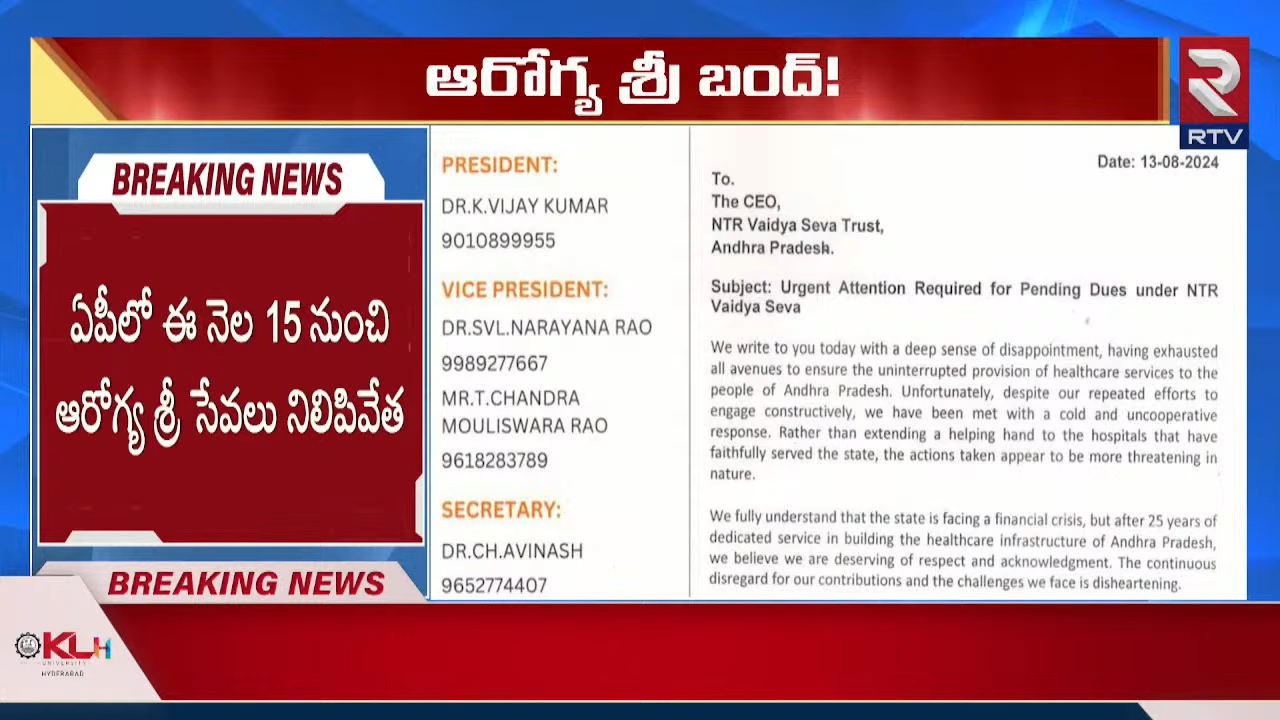 ఆరోగ్య శ్రీ బంద్!
RTV
BREAKING NEWS
ఏపీలో ఈ నెల 15 నుంచి
ఆరోగ్య శ్రీ సేవలు నిలిపివేత
BREAKING NEWS
PRESIDENT:
DR.K.VIJAY KUMAR
9010899955
VICE PRESIDENT:
DR.SVL.NARAYANA RAO
9989277667
MR.T.CHANDRA
MOULISWARA RAO
9618283789
SECRETARY:
DR.CH.AVINASH
9652774407
Date: 13-08-2024
To.
The CEO,
NTR Vaidya Seva Trust,
Andhra Pradesh.
Subject: Urgent Attention Required for Pending Dues under NTR
Vaidya Seva
We write to you today with a deep sense of disappointment, having exhausted
all avenues to ensure the uninterrupted provision of healthcare services to the
people of Andhra Pradesh. Unfortunately, despite our repeated efforts to
engage constructively, we have been met with a cold and uncooperative
response. Rather than extending a helping hand to the hospitals that have
faithfully served the state, the actions taken appear to be more threatening in
nature.
We fully understand that the state is facing a financial crisis, but after 25 years of
dedicated service in building the healthcare infrastructure of Andhra Pradesh,
we believe we are deserving of respect and acknowledgment. The continuous
disregard for our contributions and the challenges we face is disheartening.
KLH
UNIVERSITY
HYDERABAD